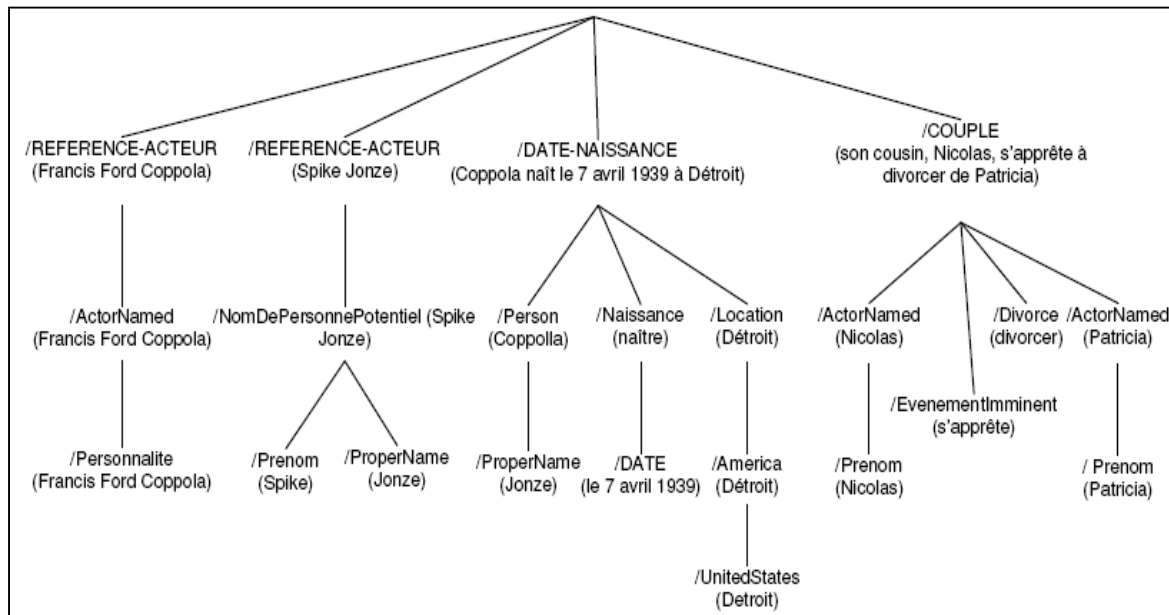 /REFERENCE-ACTEUR
(Francis Ford Coppola)
/REFERENCE-ACTEUR
(Spike Jonze)
/DATE-NAISSANCE
(Coppola naît le 7 avril 1939 à Détroit)
/COUPLE
(son cousin, Nicolas, s'apprête à
divorcer de Patricia)
/ActorNamed
(Francis Ford Coppola)
/NomDePersonnePotentiel (Spike
Jonze)
/Person
(Coppolla)
/Naissance
(naître)
/Location
(Détroit)
/ActorNamed
(Nicolas)
/Divorce
(divorcer)
/ActorNamed
(Patricia)
/EvenementImminent
(s'apprête)
/Personnalite
(Francis Ford Coppola)
/Prenom
(Spike)
/ProperName
(Jonze)
/ProperName
(Jonze)
/DATE
(le 7 avril 1939)
/America
(Détroit)
/Prenom
(Nicolas)
/ Prenom
(Patricia)
/UnitedStates
(Detroit)